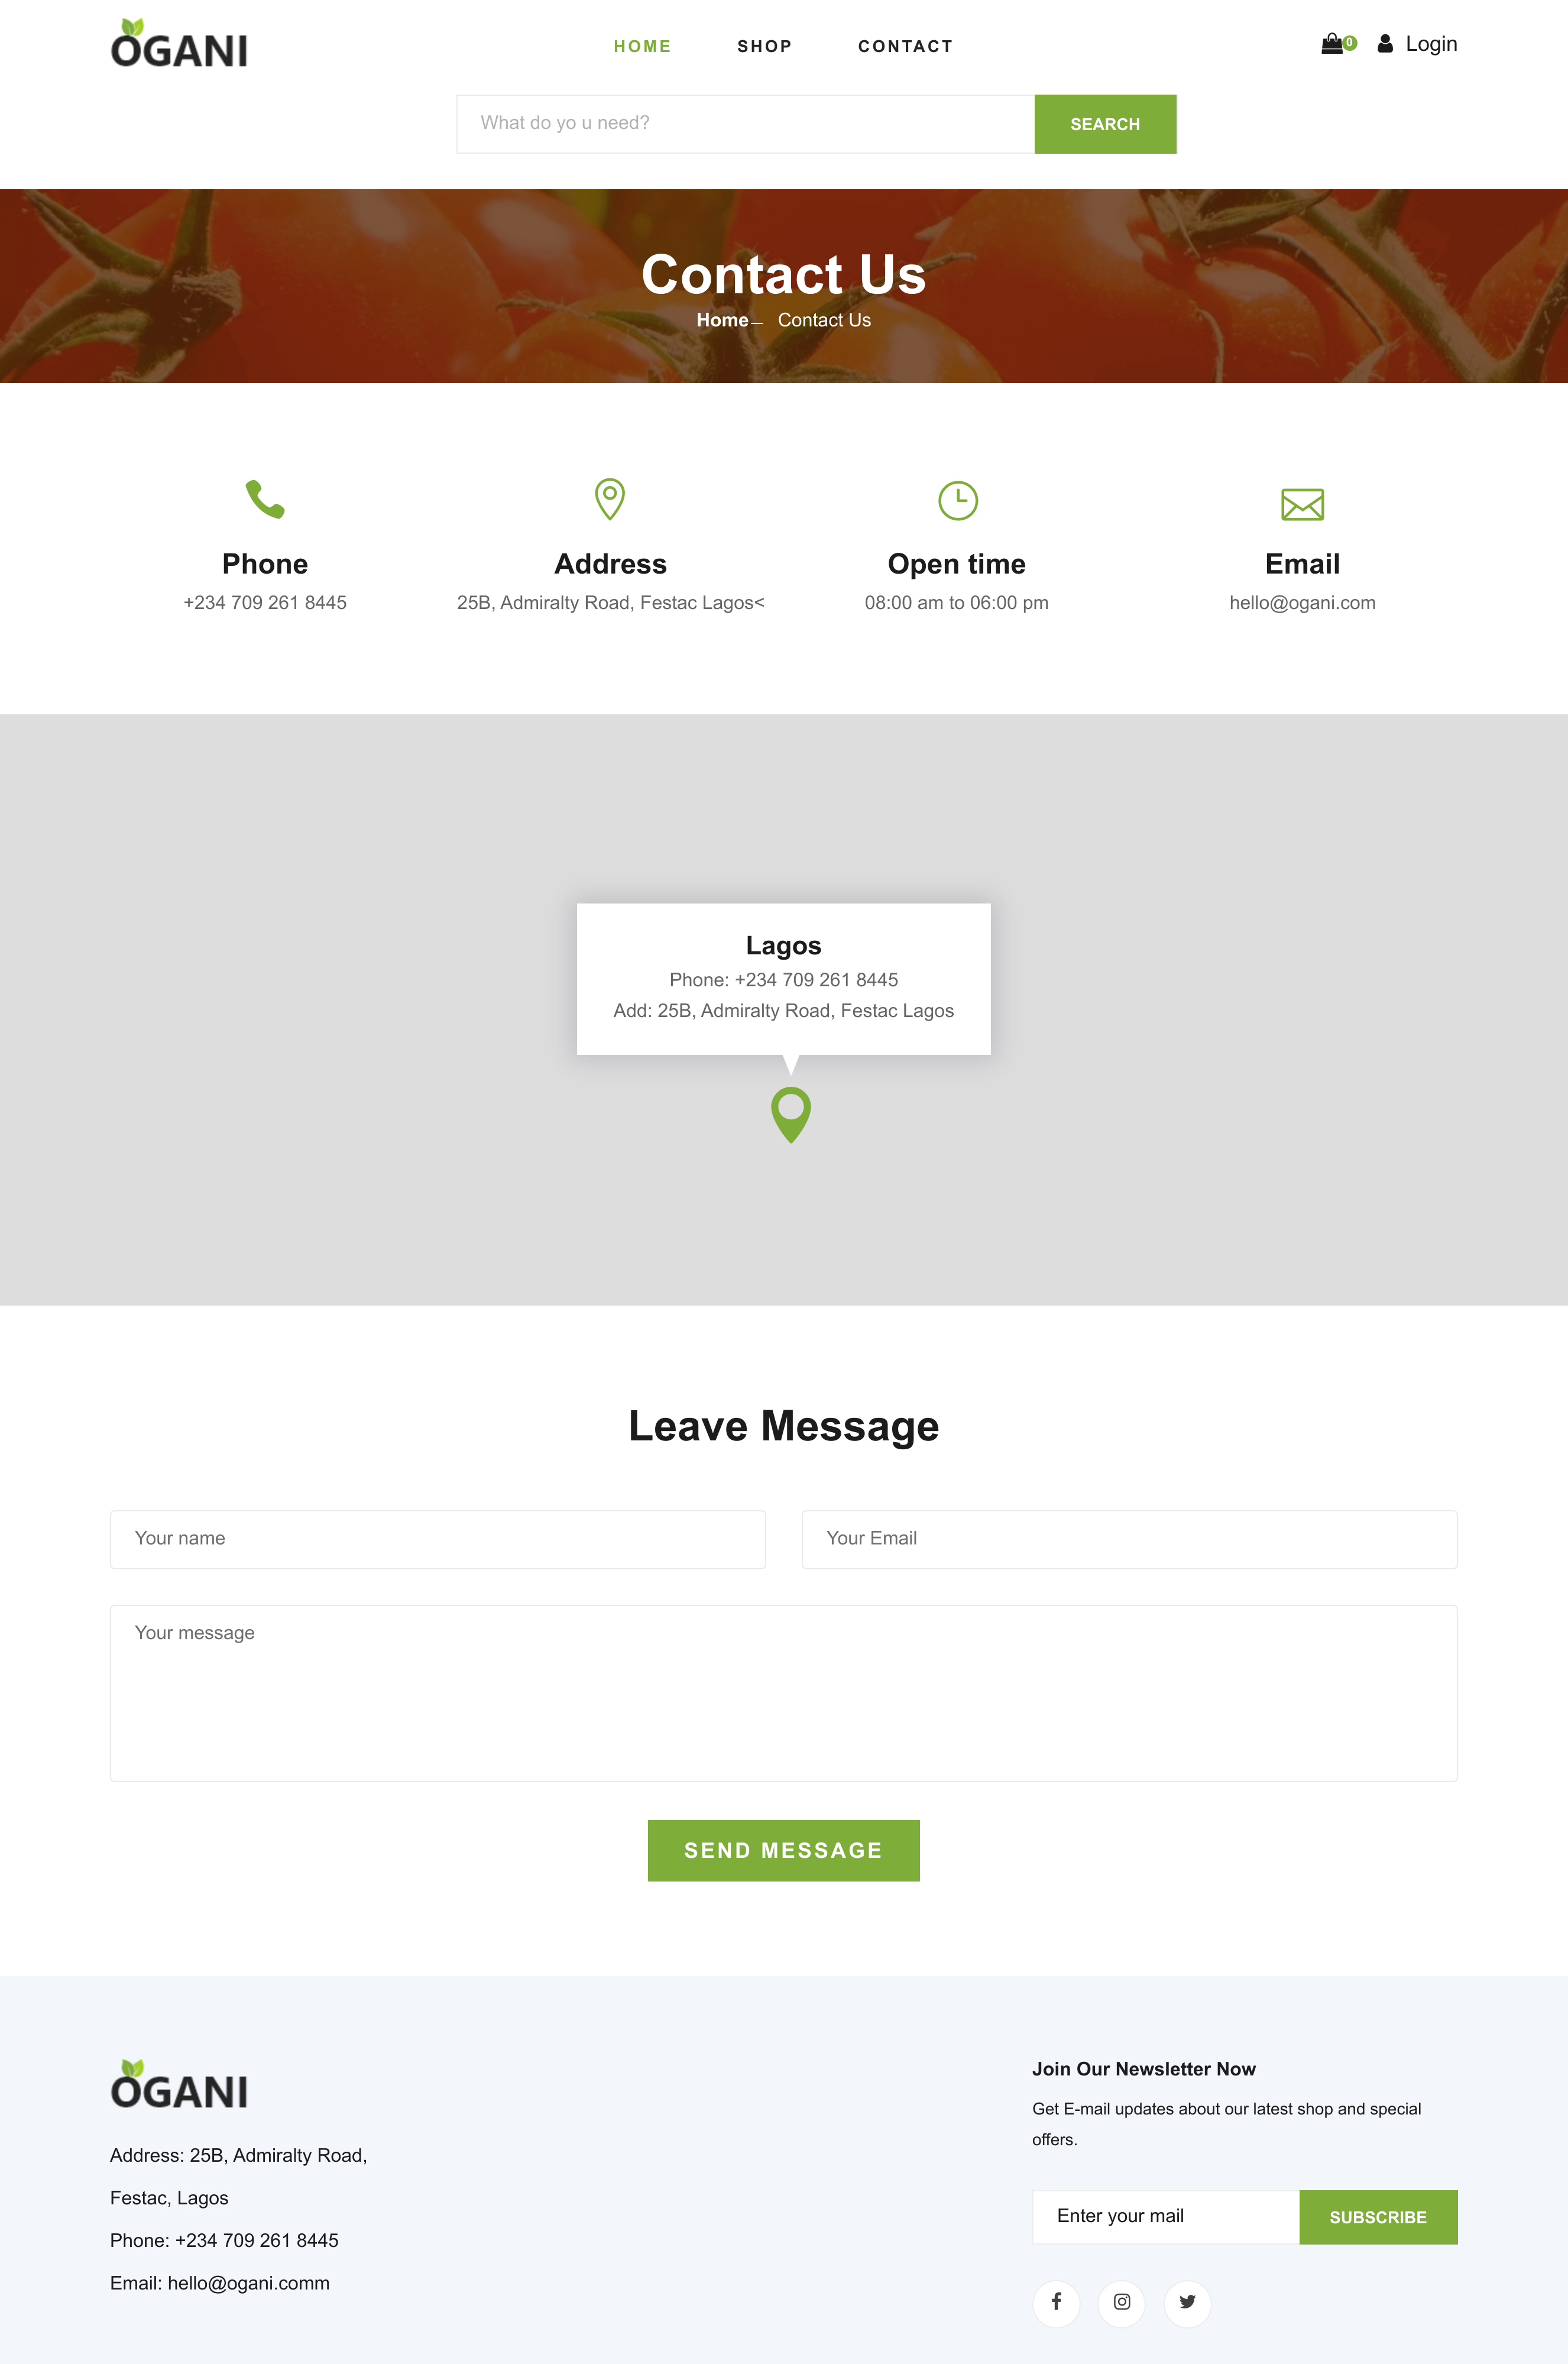 OGANI
HOME SHOP CONTACT
0 Login
What do yo u need?
SEARCH
Contact Us
Home – Contact Us
Phone
+234 709 261 8445
Address
25B, Admiralty Road, Festac Lagos<
Open time
08:00 am to 06:00 pm
Email
hello@ogani.com
Lagos
Phone: +234 709 261 8445
Add: 25B, Admiralty Road, Festac Lagos
Leave Message
Your name
Your Email
Your message
SEND MESSAGE
OGANI
Address: 25B, Admiralty Road,
Festac, Lagos
Phone: +234 709 261 8445
Email: hello@ogani.comm
Join Our Newsletter Now
Get E-mail updates about our latest shop and special
offers.
Enter your mail
SUBSCRIBE